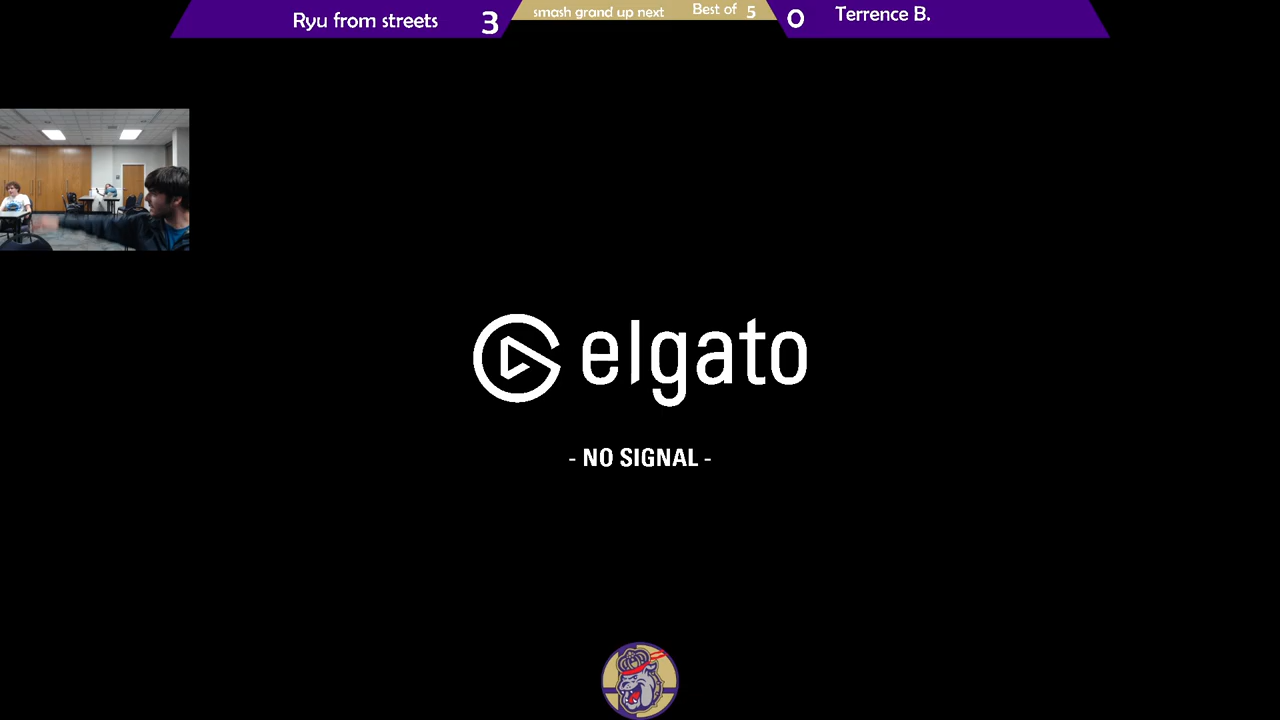 Ryu from streets 3 smash grand up next Best of 5 0 Terrence B.
elgato
- NO SIGNAL -